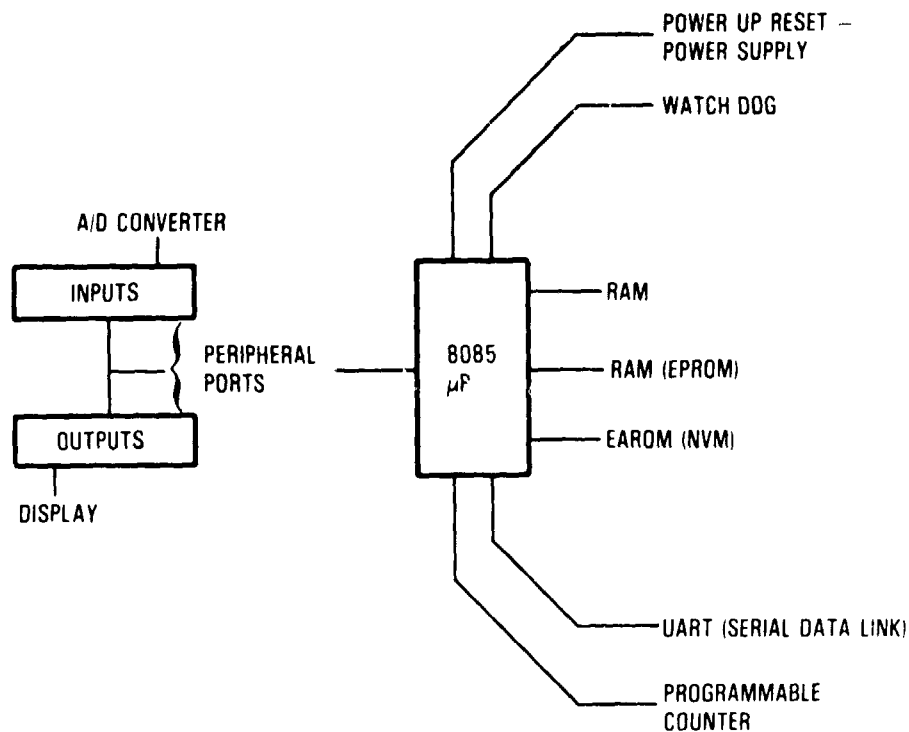 POWER UP RESET –
POWER SUPPLY
WATCH DOG
A/D CONVERTER
INPUTS
PERIPHERAL
PORTS
OUTPUTS
DISPLAY
8085
μP
RAM
RAM (EPROM)
EAROM (NVM)
UART (SERIAL DATA LINK)
PROGRAMMABLE
COUNTER